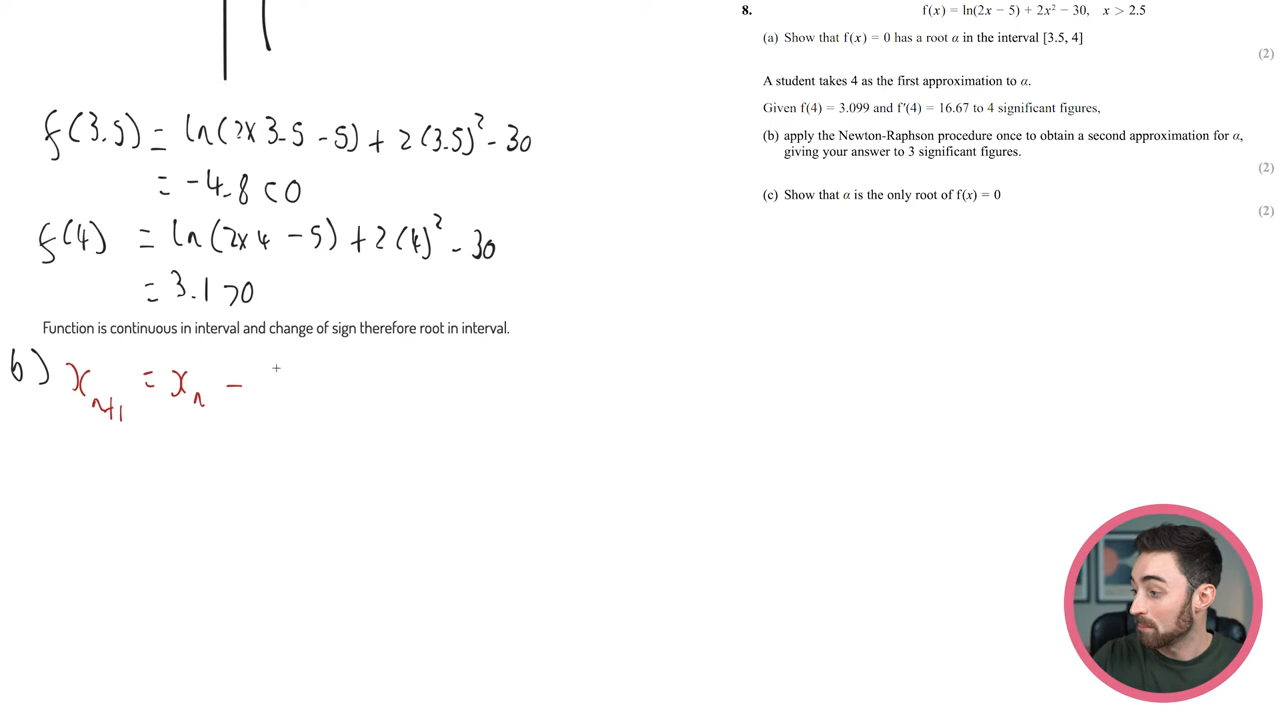 f(3.5) = ln(2x3.5 - 5) + 2(3.5)² - 30
= -4.8 < 0
f(4) = ln(2x4 - 5) + 2(4)² - 30
= 3.1 > 0
Function is continuous in interval and change of sign therefore root in interval.
b) xₙ₊₁ = xₙ -
8. f(x) = ln(2x − 5) + 2x² − 30, x > 2.5
(a) Show that f(x) = 0 has a root α in the interval [3.5, 4]
(2)
A student takes 4 as the first approximation to α.
Given f(4) = 3.099 and f′(4) = 16.67 to 4 significant figures,
(b) apply the Newton-Raphson procedure once to obtain a second approximation for α,
giving your answer to 3 significant figures.
(2)
(c) Show that α is the only root of f(x) = 0
(2)